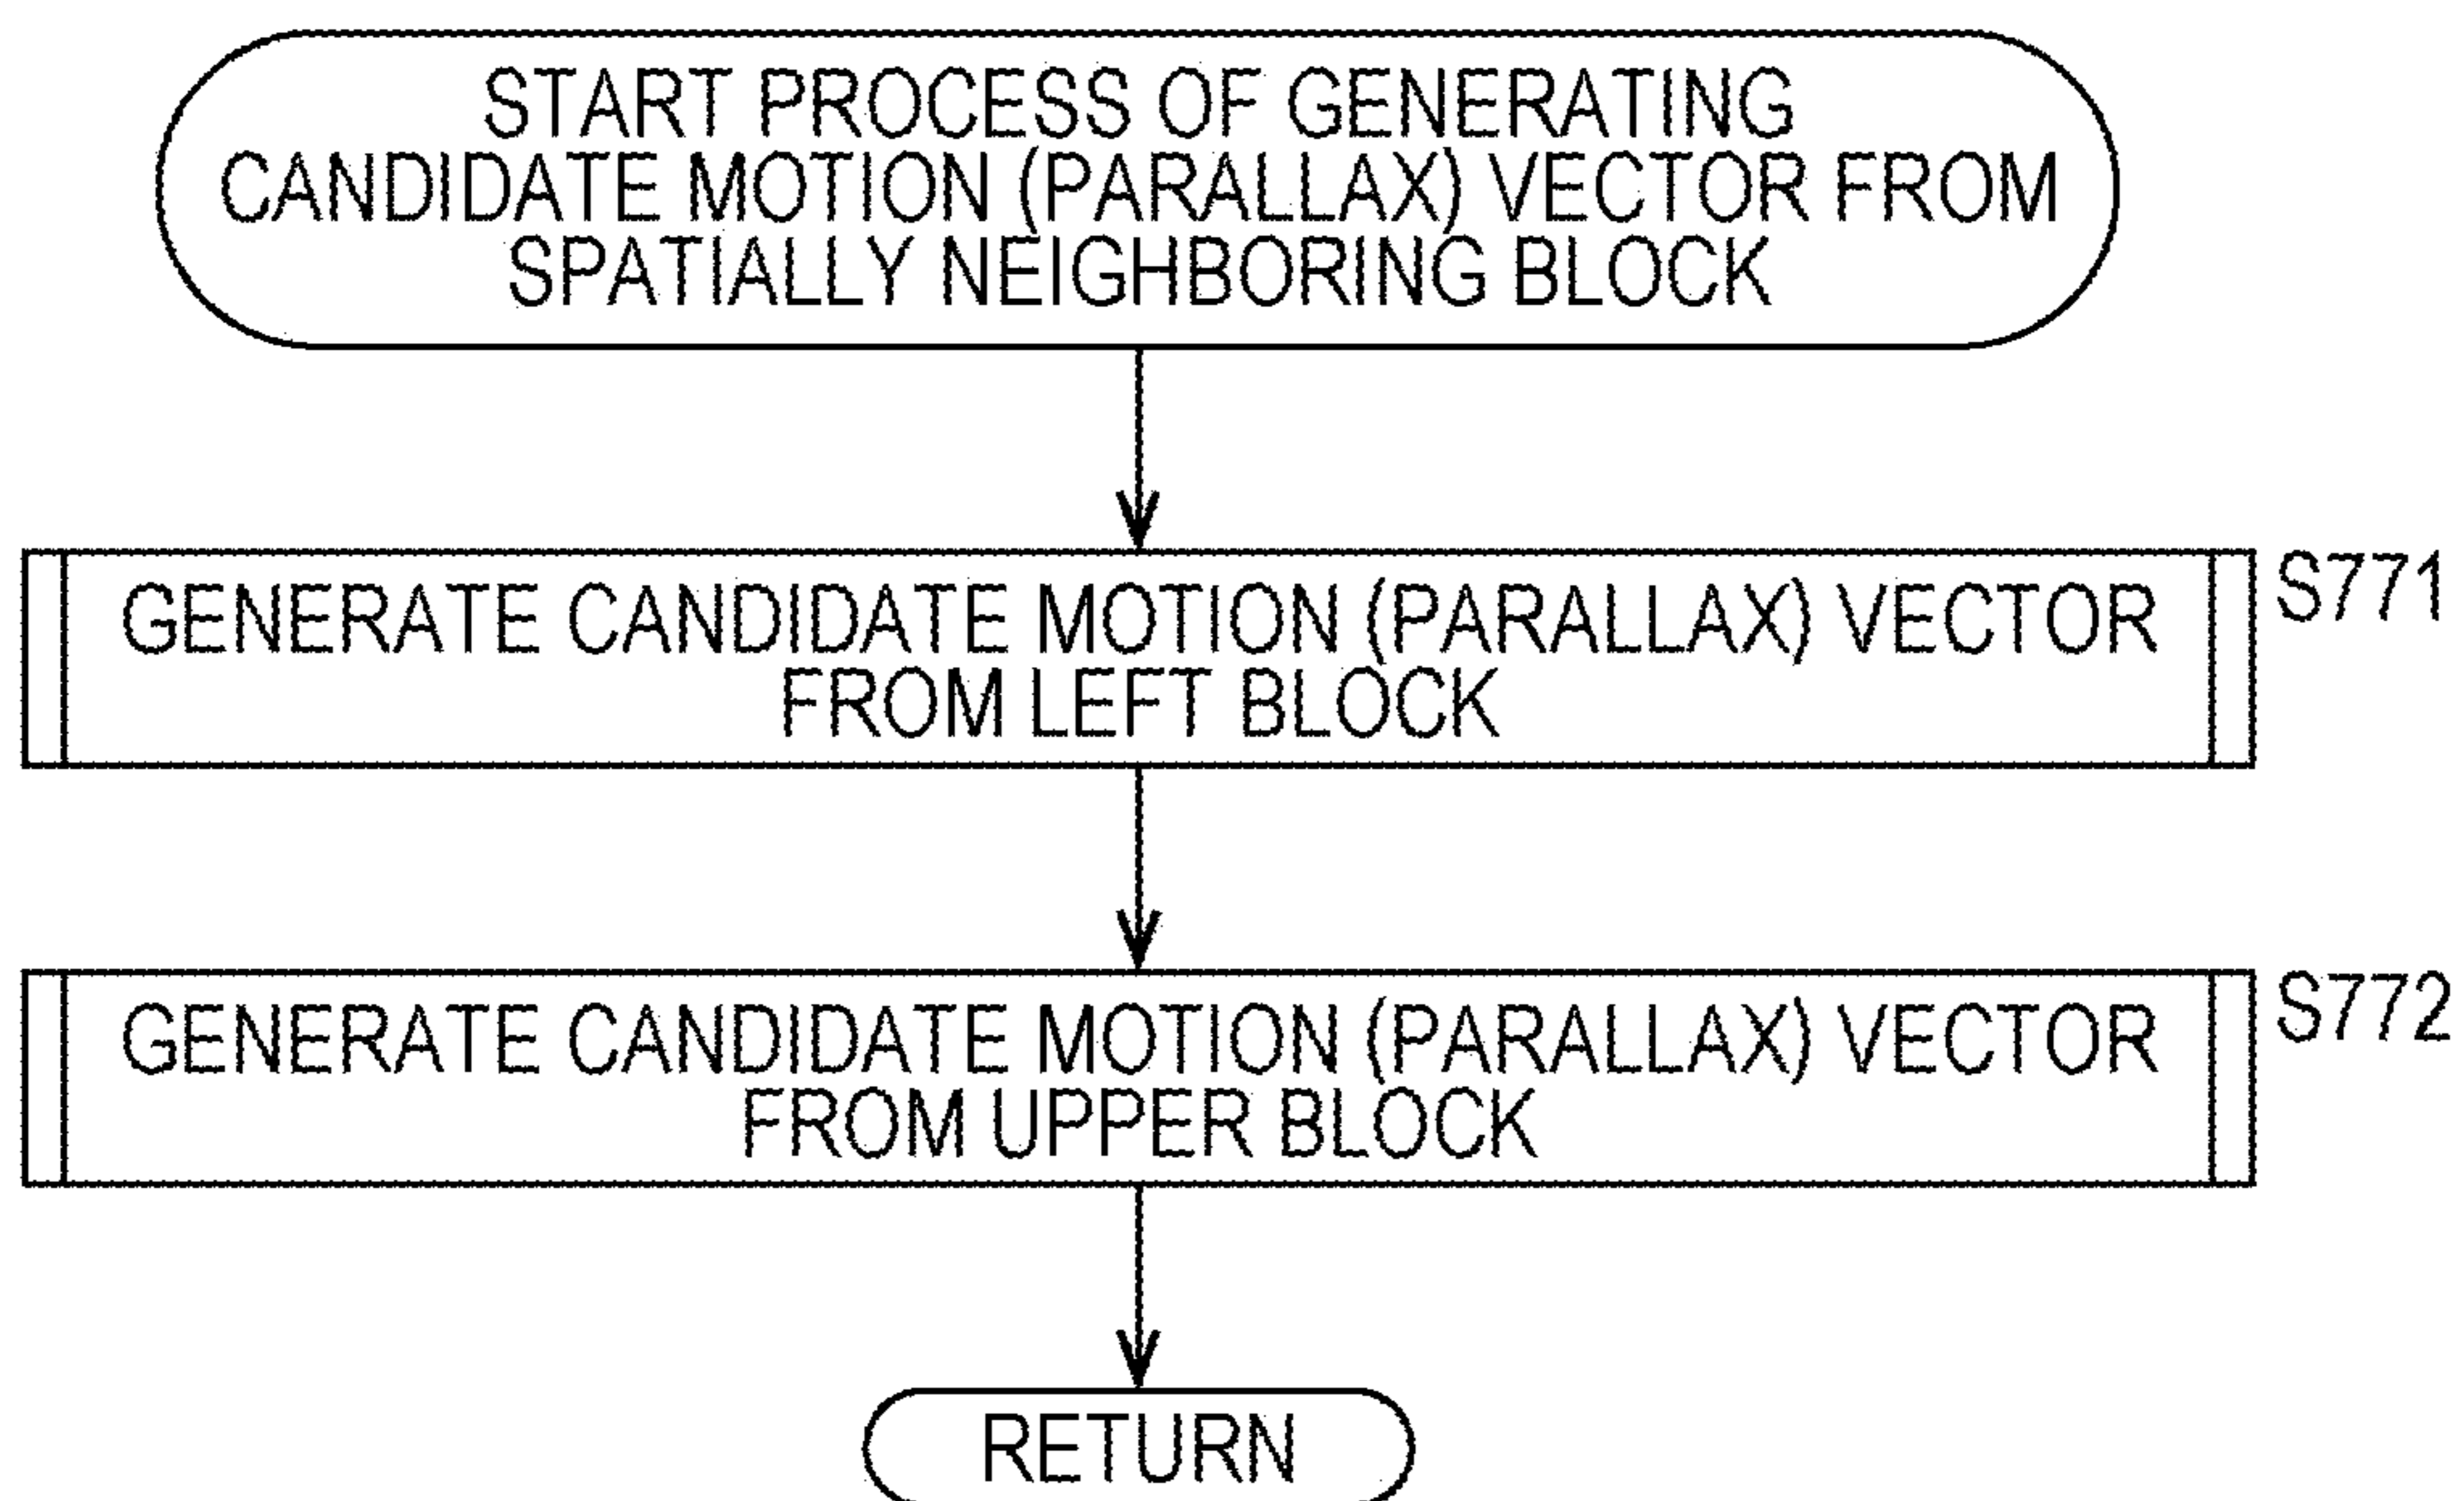 START PROCESS OF GENERATING
CANDIDATE MOTION (PARALLAX) VECTOR FROM
SPATIALLY NEIGHBORING BLOCK
GENERATE CANDIDATE MOTION (PARALLAX) VECTOR
FROM LEFT BLOCK
S771
GENERATE CANDIDATE MOTION (PARALLAX) VECTOR
FROM UPPER BLOCK
S772
RETURN